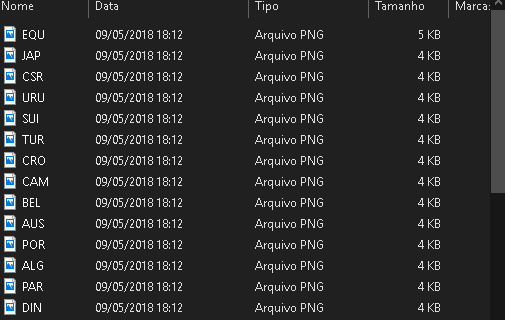 Nome Data Tipo Tamanho Marca:
EQU 09/05/2018 18:12 Arquivo PNG 5 KB
JAP 09/05/2018 18:12 Arquivo PNG 4 KB
CSR 09/05/2018 18:12 Arquivo PNG 4 KB
URU 09/05/2018 18:12 Arquivo PNG 4 KB
SUI 09/05/2018 18:12 Arquivo PNG 4 KB
TUR 09/05/2018 18:12 Arquivo PNG 4 KB
CRO 09/05/2018 18:12 Arquivo PNG 4 KB
CAM 09/05/2018 18:12 Arquivo PNG 4 KB
BEL 09/05/2018 18:12 Arquivo PNG 4 KB
AUS 09/05/2018 18:12 Arquivo PNG 4 KB
POR 09/05/2018 18:12 Arquivo PNG 4 KB
ALG 09/05/2018 18:12 Arquivo PNG 4 KB
PAR 09/05/2018 18:12 Arquivo PNG 4 KB
DIN 09/05/2018 18:12 Arquivo PNG 4 KB